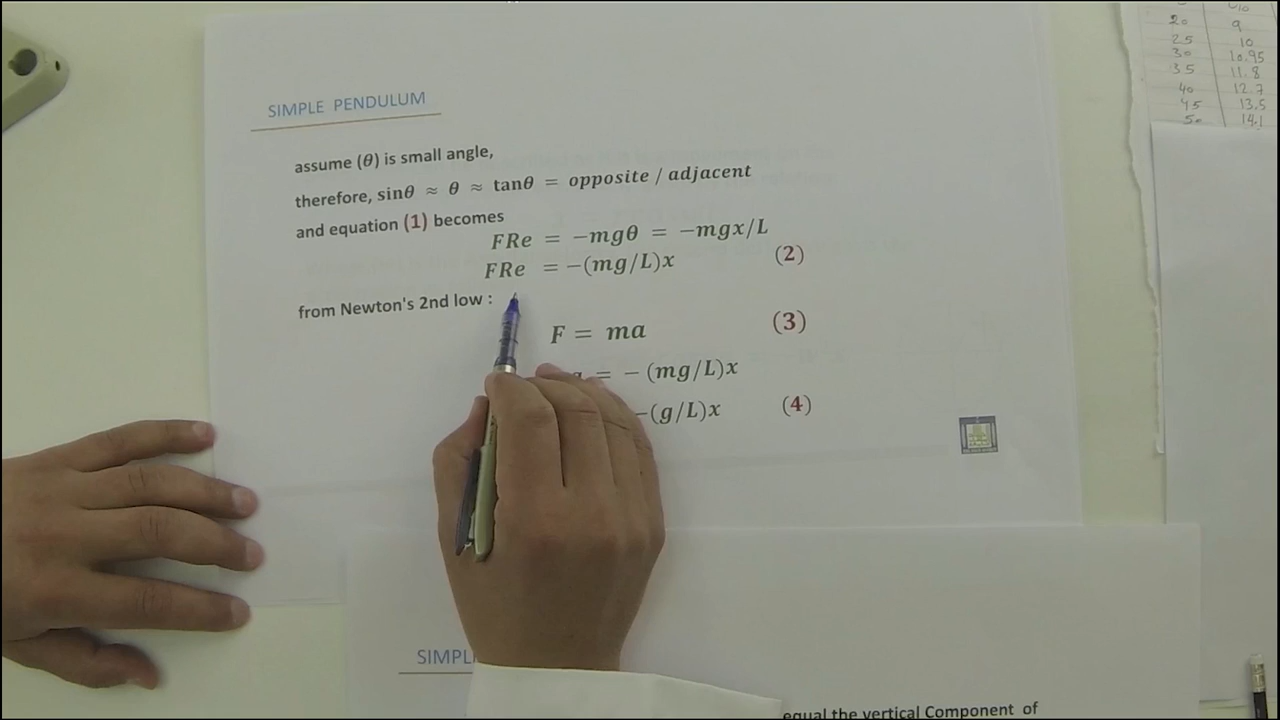 SIMPLE PENDULUM
assume (θ) is small angle,
therefore, sinθ ≈ θ ≈ tanθ = opposite / adjacent
and equation (1) becomes
FRe = −mgθ = −mgx/L
FRe = −(mg/L)x (2)
from Newton's 2nd low :
F = ma (3)
= − (mg/L)x
−(g/L)x (4)
20 9
25 10
30 10.95
35 11.8
40 12.7
45 13.5
50 14.1
equal the vertical Component of